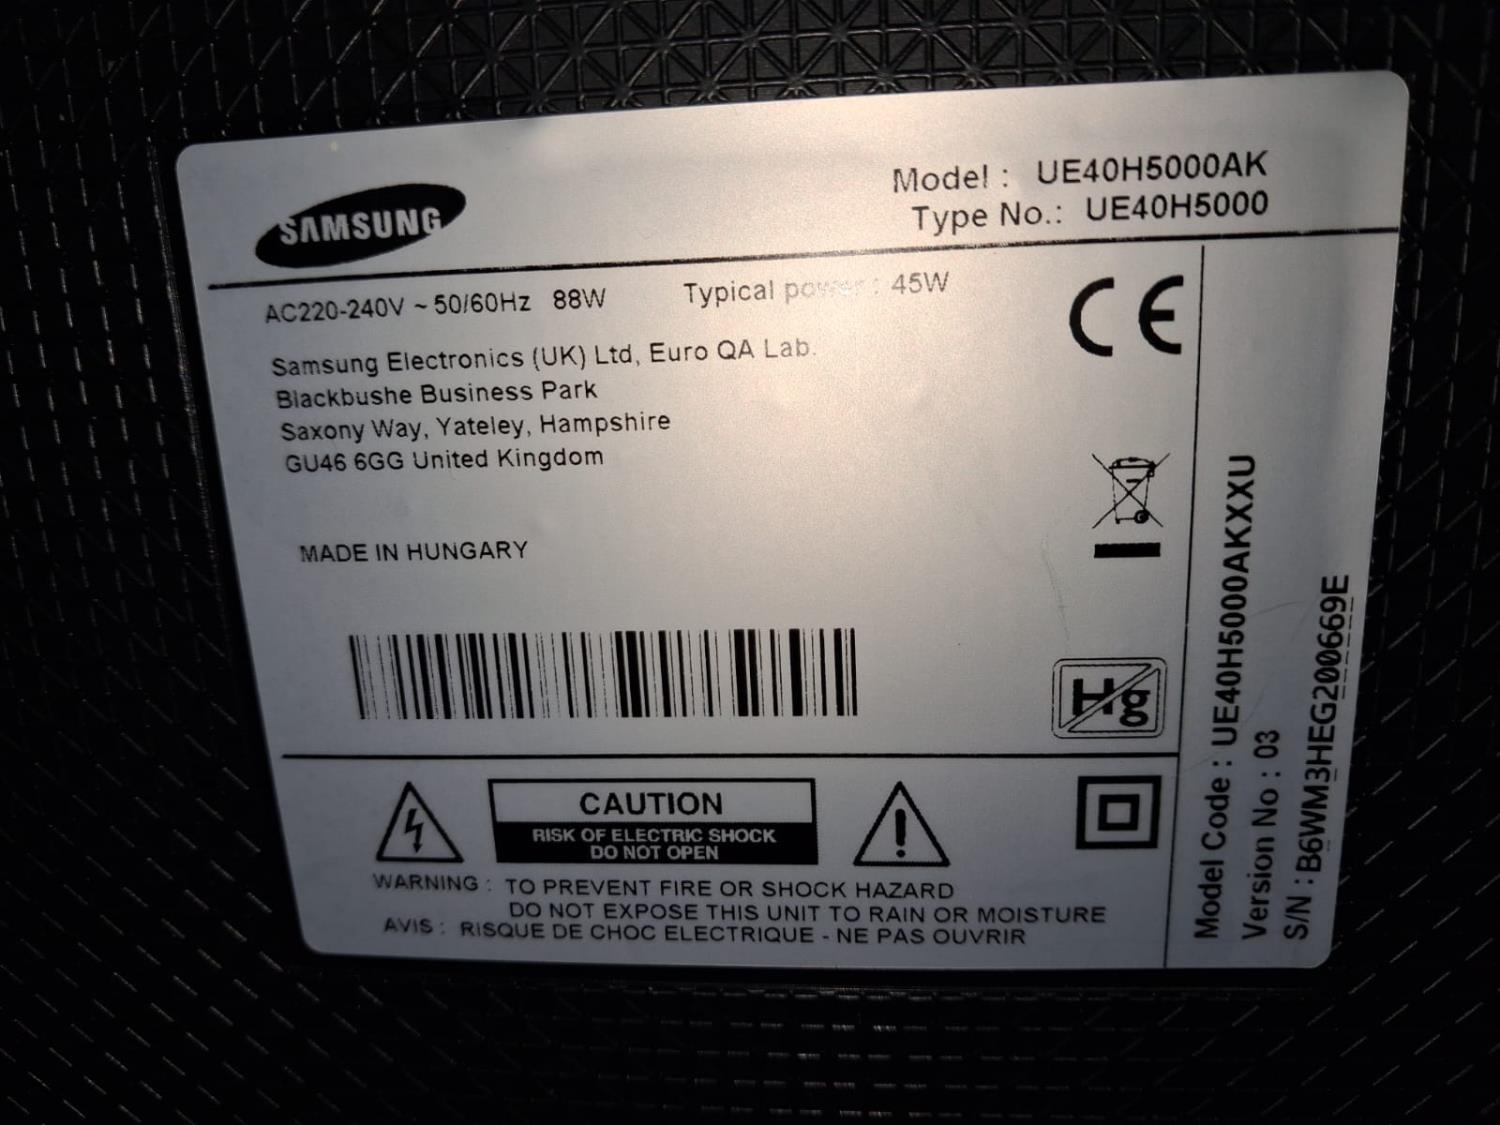 SAMSUNG
Model : UE40H5000AK
Type No.: UE40H5000
AC220-240V ~ 50/60Hz 88W Typical power : 45W
Samsung Electronics (UK) Ltd, Euro QA Lab.
Blackbushe Business Park
Saxony Way, Yateley, Hampshire
GU46 6GG United Kingdom
MADE IN HUNGARY
CE
Hg
CAUTION
RISK OF ELECTRIC SHOCK
DO NOT OPEN
WARNING : TO PREVENT FIRE OR SHOCK HAZARD
DO NOT EXPOSE THIS UNIT TO RAIN OR MOISTURE
AVIS : RISQUE DE CHOC ELECTRIQUE - NE PAS OUVRIR
Model Code : UE40H5000AKXXU
Version No : 03
S/N : B6WM3HEG200669E